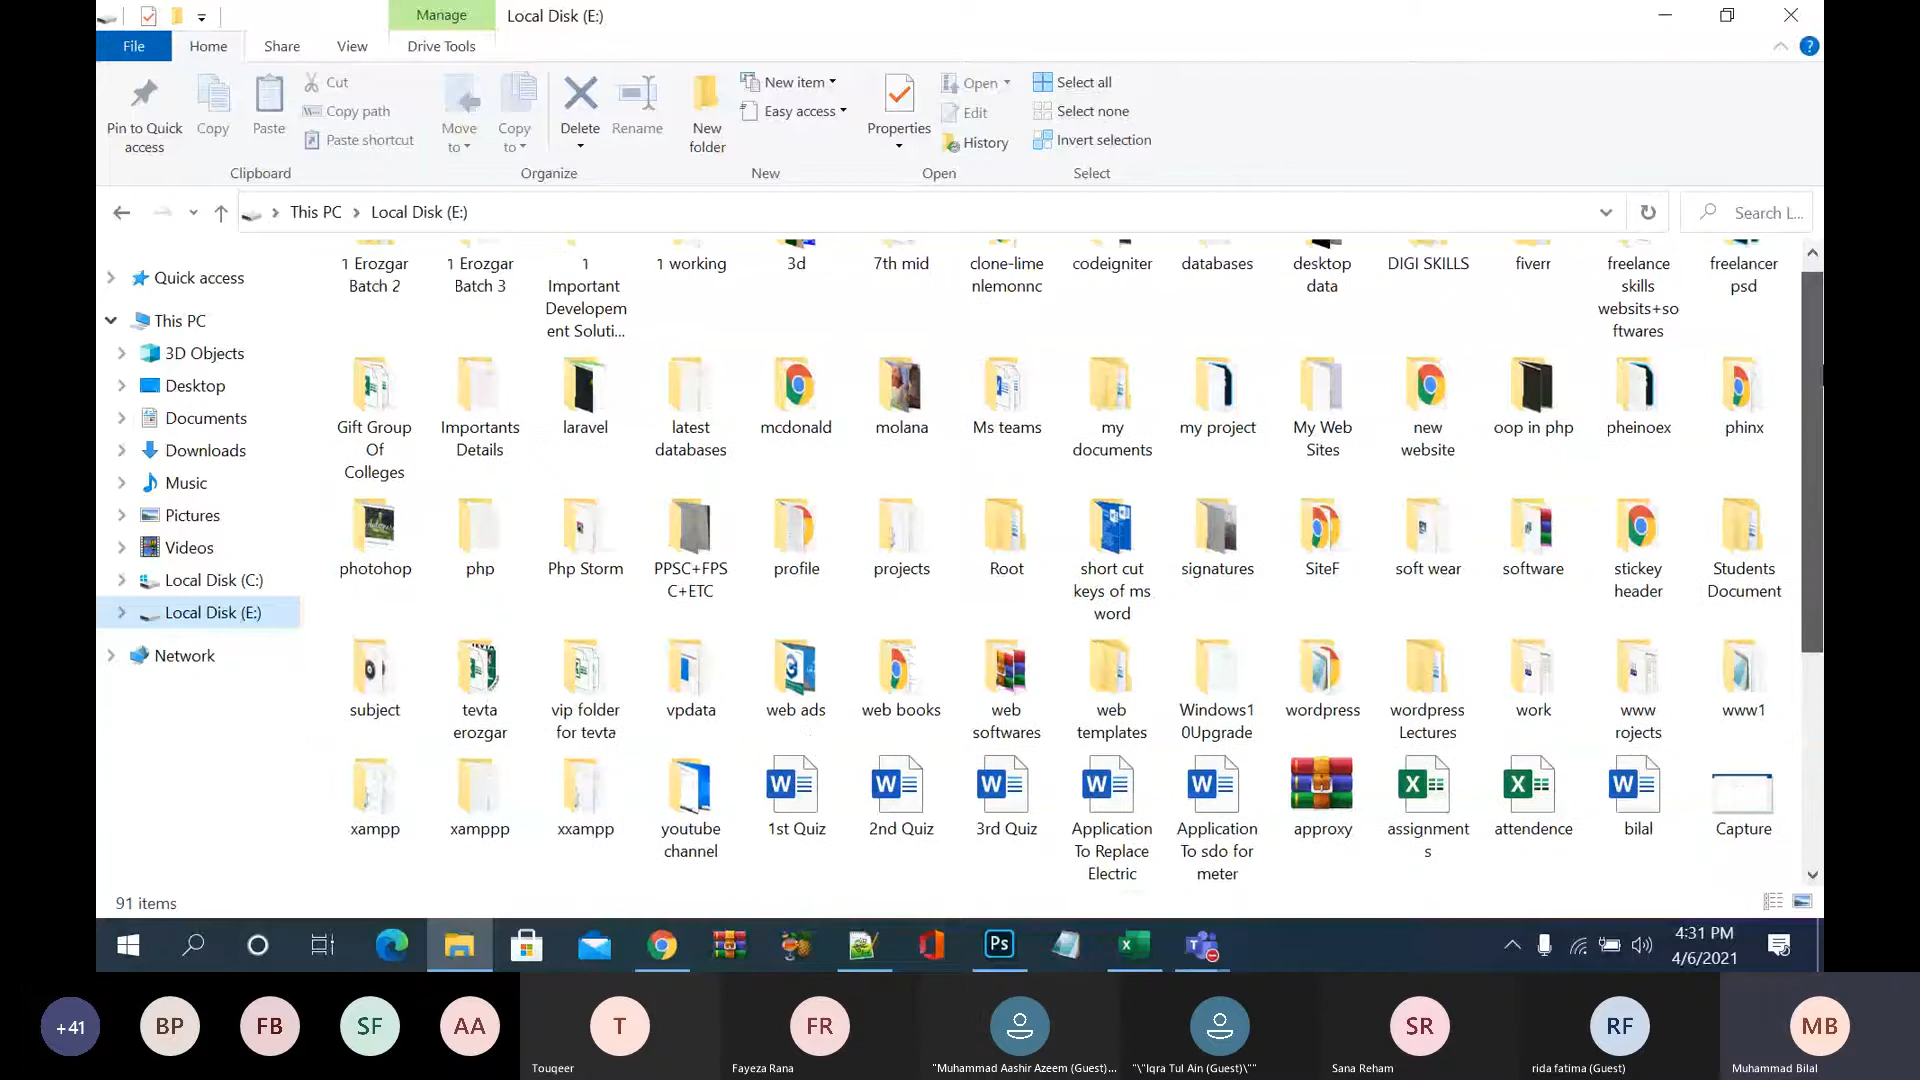 Manage
Local Disk (E:)
File
Home
Share
View
Drive Tools
?
Pin to Quick
access
Copy
Paste
Cut
Copy path
Paste shortcut
Move
to
Copy
to
Delete
Rename
New
folder
New item
Easy access
Properties
Open
Edit
History
Select all
Select none
Invert selection
Clipboard
Organize
New
Open
Select
This PC
Local Disk (E:)
Search L...
Quick access
This PC
3D Objects
Desktop
Documents
Downloads
Music
Pictures
Videos
Local Disk (C:)
Local Disk (E:)
Network
1 Erozgar
Batch 2
1 Erozgar
Batch 3
1
Important
Developem
ent Soluti...
1 working
3d
7th mid
clone-lime
nlemonnc
codeigniter
databases
desktop
data
DIGI SKILLS
fiverr
freelance
skills
websits+so
ftwares
freelancer
psd
Gift Group
Of
Colleges
Importants
Details
laravel
latest
databases
mcdonald
molana
Ms teams
my
documents
my project
My Web
Sites
new
website
oop in php
pheinoex
phinx
photohop
php
Php Storm
PPSC+FPS
C+ETC
profile
projects
Root
short cut
keys of ms
word
signatures
SiteF
soft wear
software
stickey
header
Students
Document
subject
tevta
erozgar
vip folder
for tevta
vpdata
web ads
web books
web
softwares
web
templates
Windows1
0Upgrade
wordpress
wordpress
Lectures
work
www
rojects
www1
xampp
xamppp
xxampp
youtube
channel
1st Quiz
2nd Quiz
3rd Quiz
Application
To Replace
Electric
Application
To sdo for
meter
approxy
assignment
s
attendence
bilal
Capture
91 items
Ps
4:31 PM
4/6/2021
+41
BP
FB
SF
AA
T
Touqeer
FR
Fayeza Rana
"Muhammad Aashir Azeem (Guest)...
"\"Iqra Tul Ain (Guest)\""
SR
Sana Reham
RF
rida fatima (Guest)
MB
Muhammad Bilal